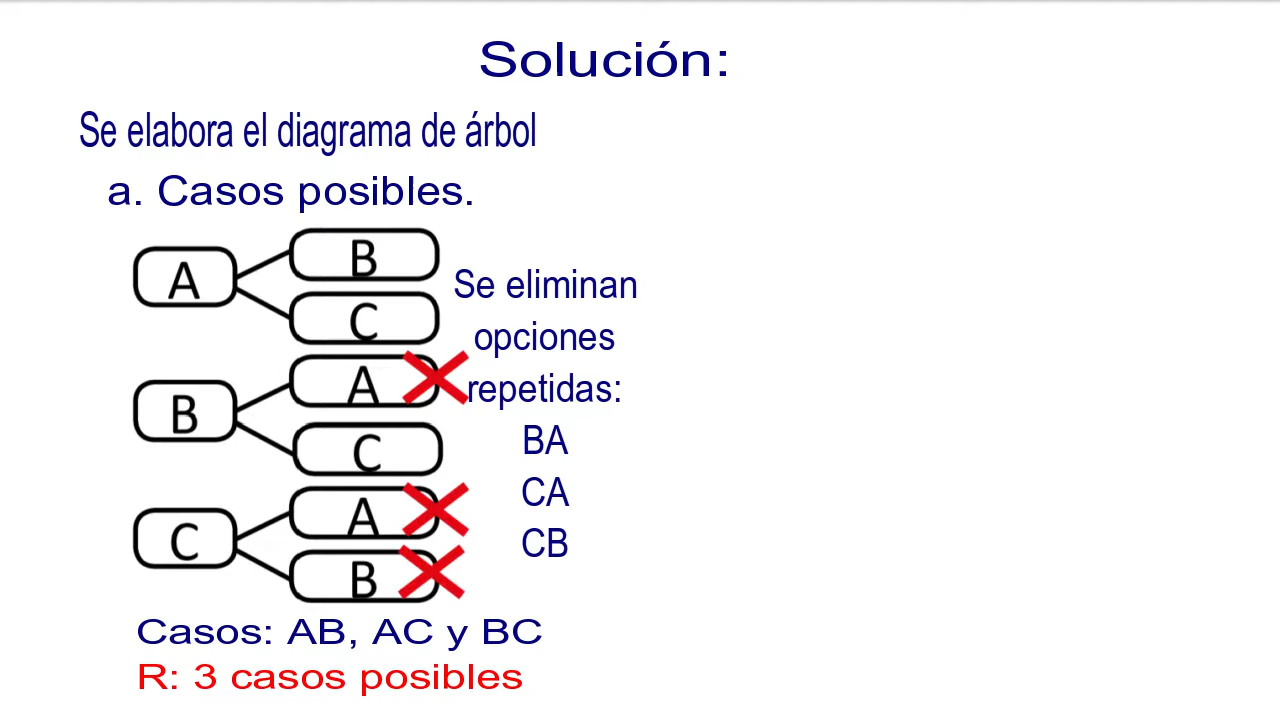 Solución:
Se elabora el diagrama de árbol
a. Casos posibles.
A
B
C
B
A
C
C
A
B
Se eliminan
opciones
repetidas:
BA
CA
CB
Casos: AB, AC y BC
R: 3 casos posibles